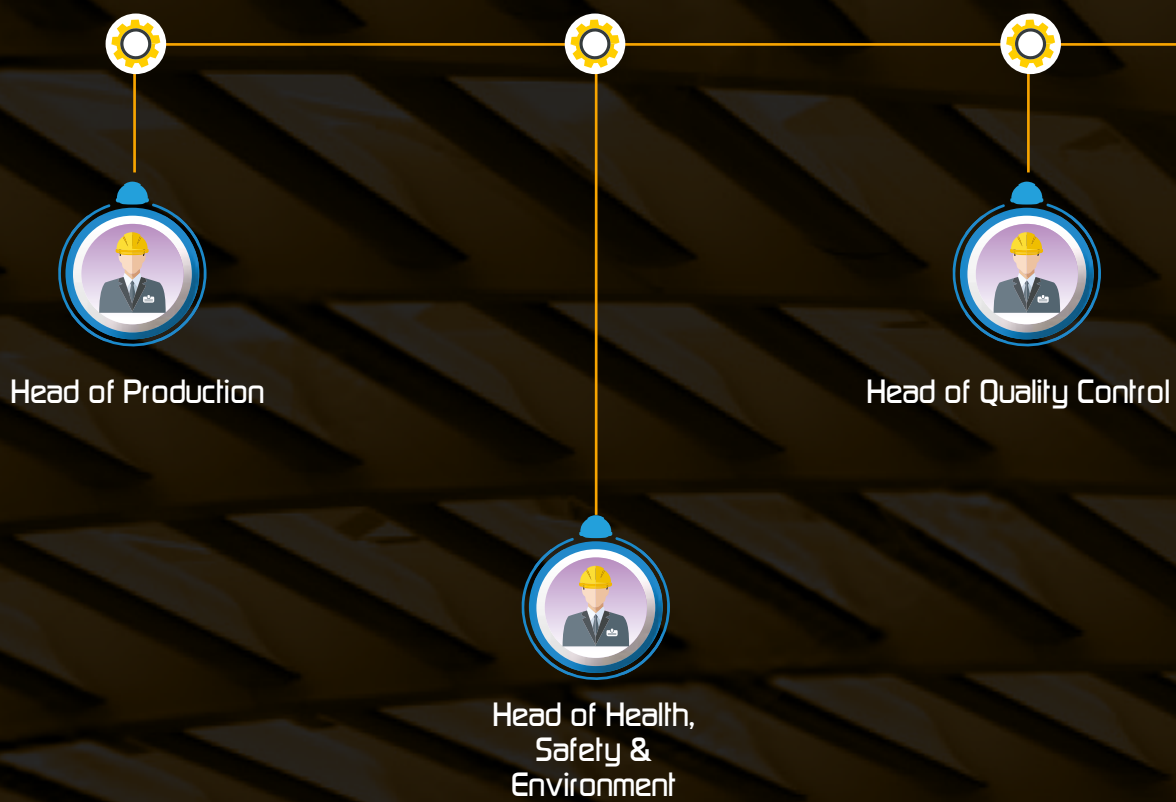 Head of Production
Head of Quality Control
Head of Health,
Safety &
Environment